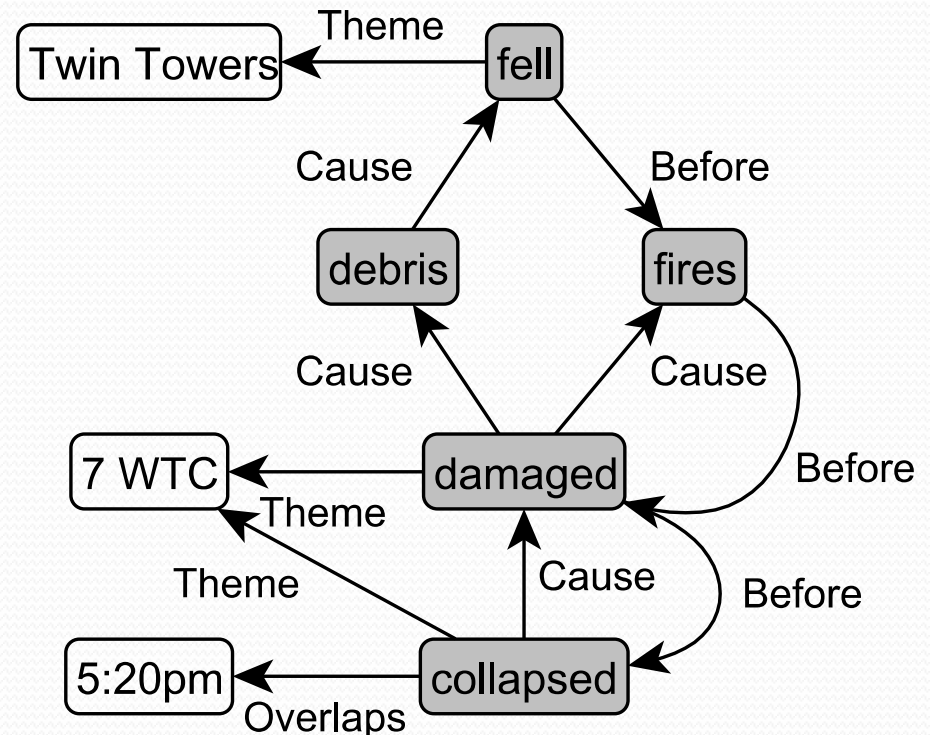 Theme
Twin Towers
fell
Cause
Before
debris
fires
Cause
Cause
7 WTC
damaged
Before
Theme
Theme
Cause
Before
5:20pm
collapsed
Overlaps